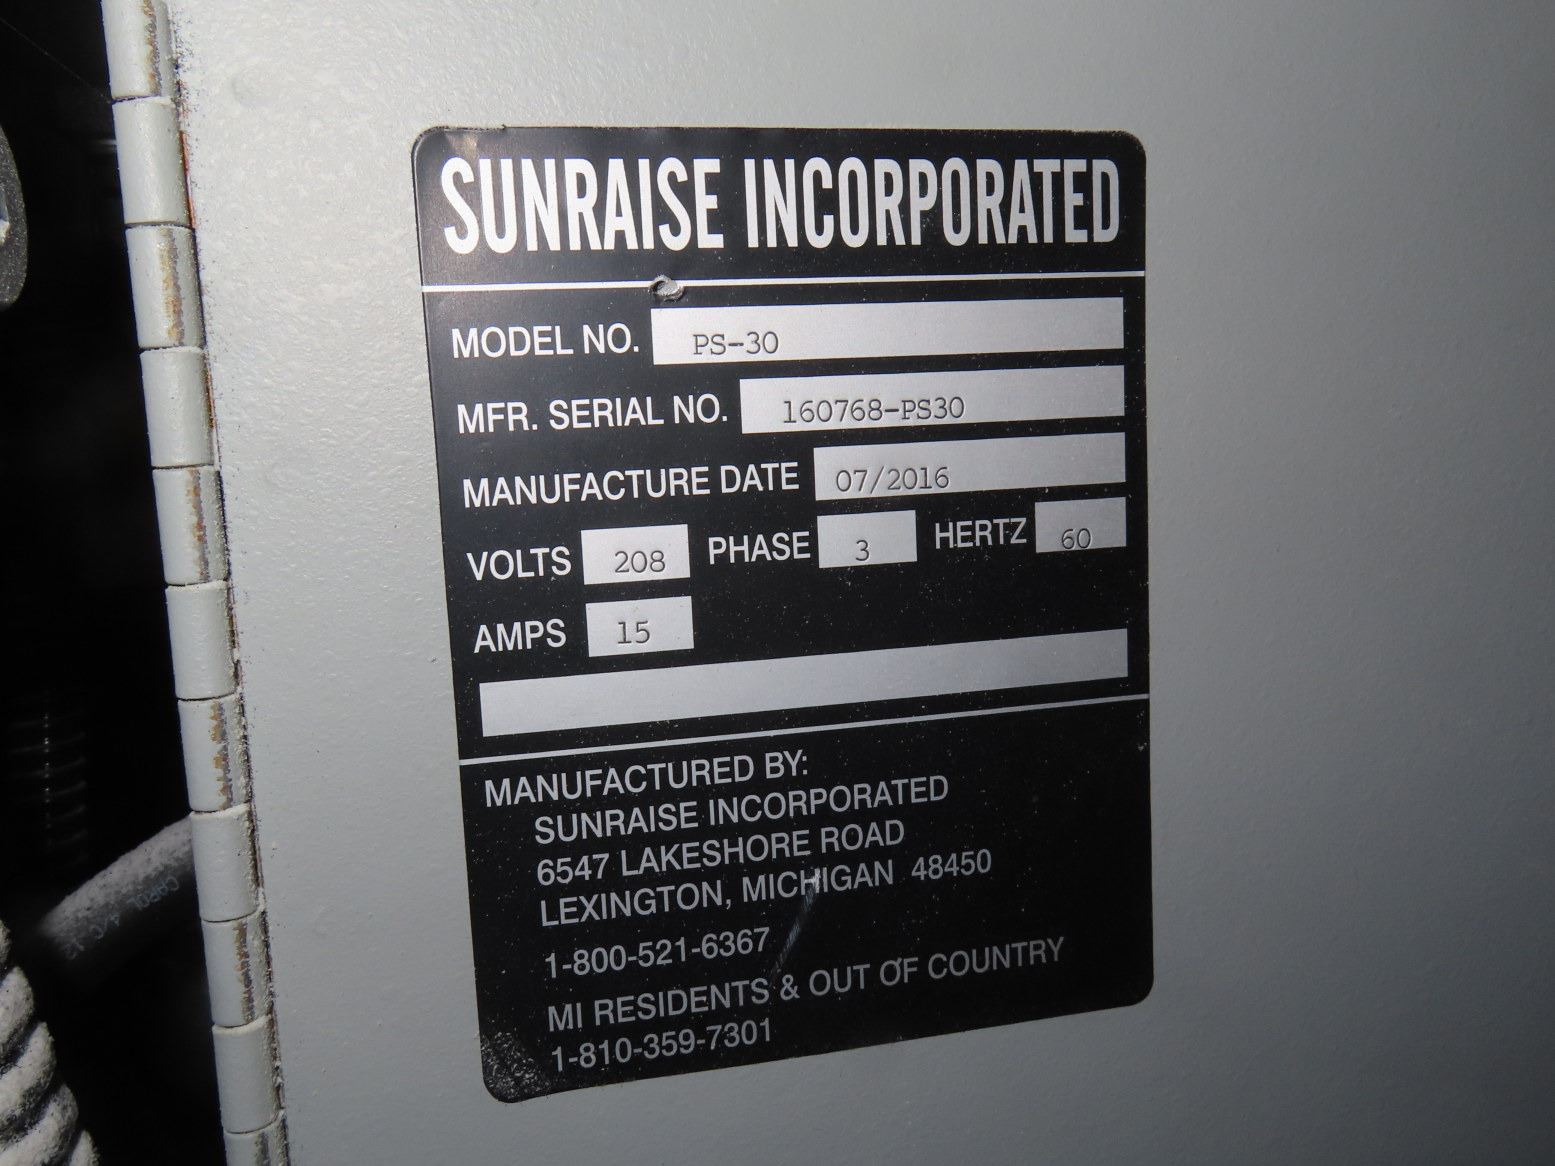 SUNRAISE INCORPORATED
MODEL NO. PS-30
MFR. SERIAL NO. 160768-PS30
MANUFACTURE DATE 07/2016
VOLTS 208 PHASE 3 HERTZ 60
AMPS 15
MANUFACTURED BY:
SUNRAISE INCORPORATED
6547 LAKESHORE ROAD
LEXINGTON, MICHIGAN 48450
1-800-521-6367
MI RESIDENTS & OUT OF COUNTRY
1-810-359-7301